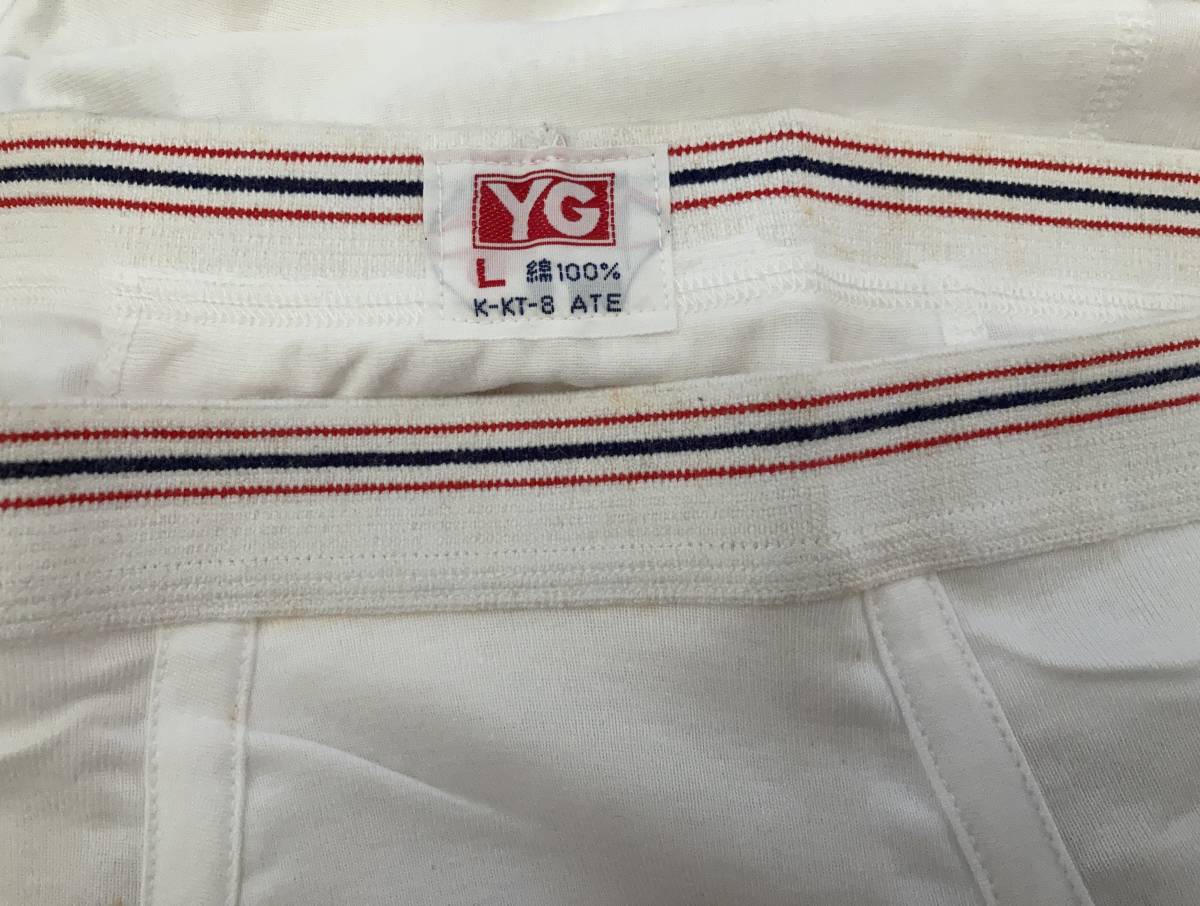 YG
L 綿100%
K-KT-8 ATE